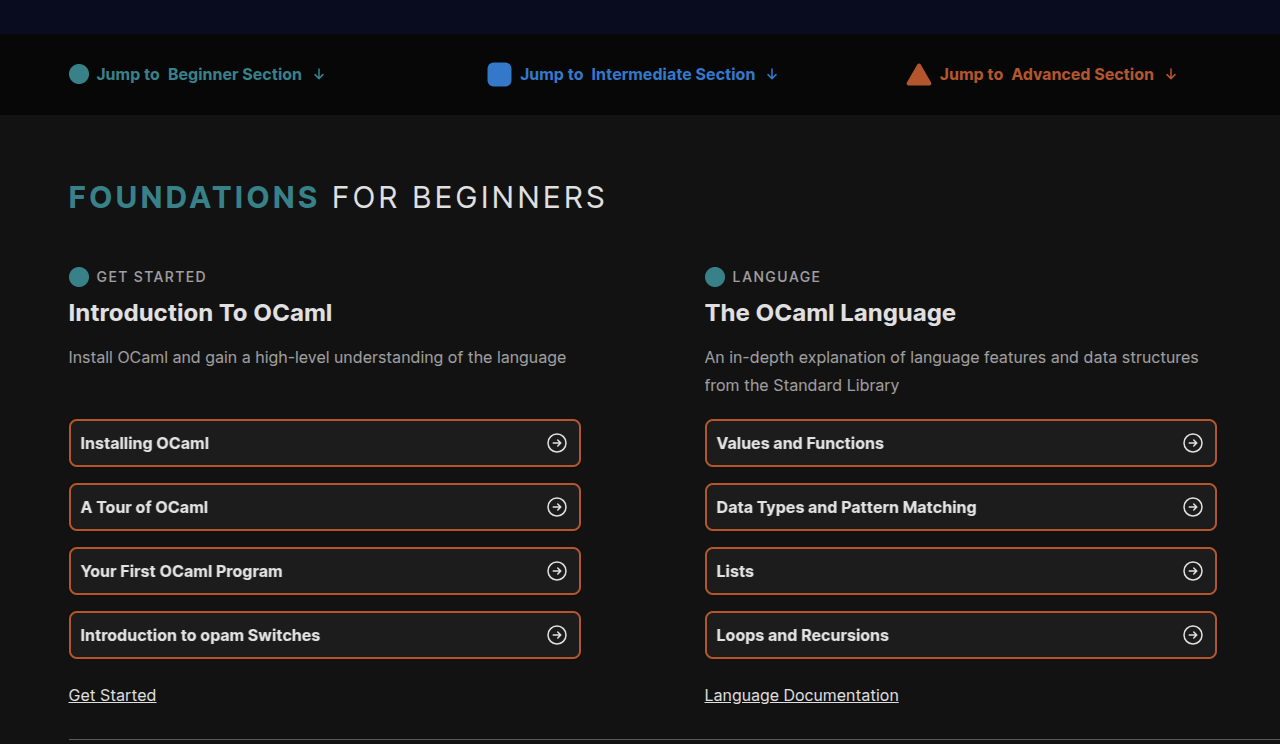 Jump to Beginner Section ↓
Jump to Intermediate Section ↓
Jump to Advanced Section ↓
FOUNDATIONS FOR BEGINNERS
GET STARTED
Introduction To OCaml
Install OCaml and gain a high-level understanding of the language
Installing OCaml
A Tour of OCaml
Your First OCaml Program
Introduction to opam Switches
Get Started
LANGUAGE
The OCaml Language
An in-depth explanation of language features and data structures
from the Standard Library
Values and Functions
Data Types and Pattern Matching
Lists
Loops and Recursions
Language Documentation